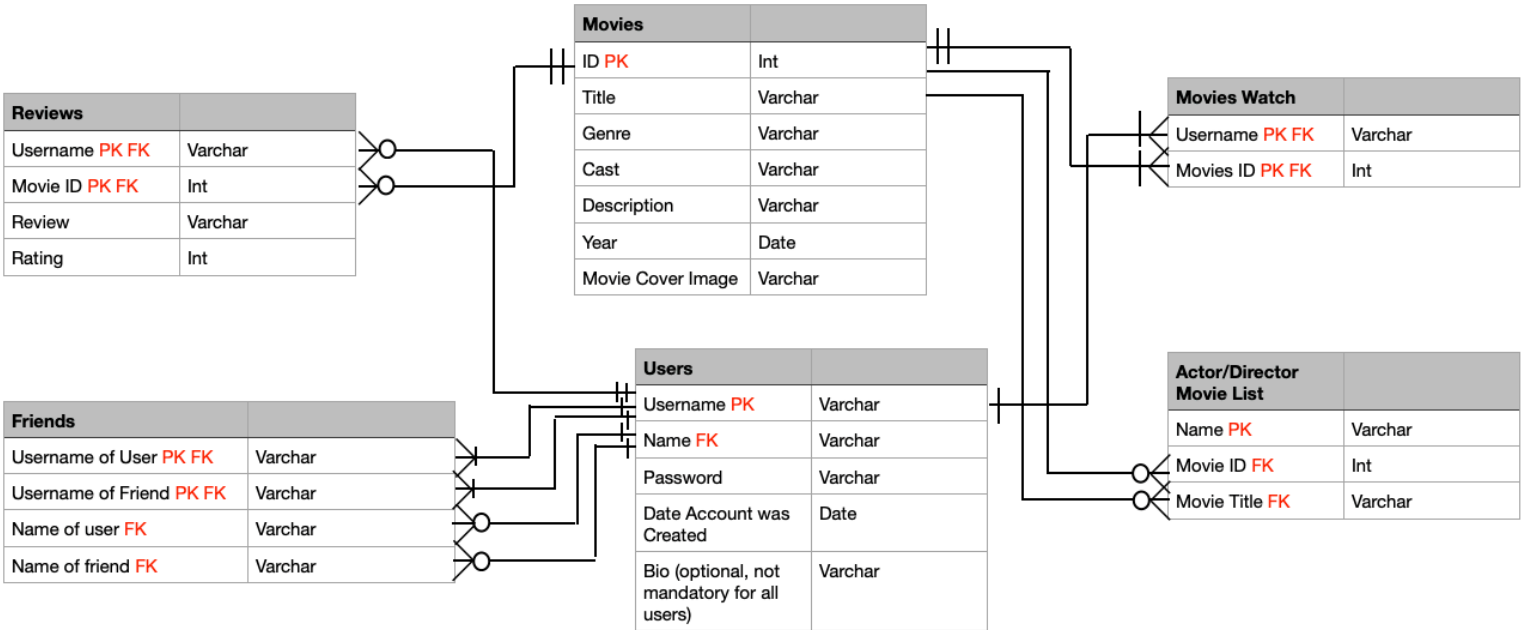 Movies
ID PK Int
Title Varchar
Genre Varchar
Cast Varchar
Description Varchar
Year Date
Movie Cover Image Varchar
Reviews
Username PK FK Varchar
Movie ID PK FK Int
Review Varchar
Rating Int
Movies Watch
Username PK FK Varchar
Movies ID PK FK Int
Users
Username PK Varchar
Name FK Varchar
Password Varchar
Date Account was Date
Created
Bio (optional, not Varchar
mandatory for all
users)
Friends
Username of User PK FK Varchar
Username of Friend PK FK Varchar
Name of user FK Varchar
Name of friend FK Varchar
Actor/Director
Movie List
Name PK Varchar
Movie ID FK Int
Movie Title FK Varchar